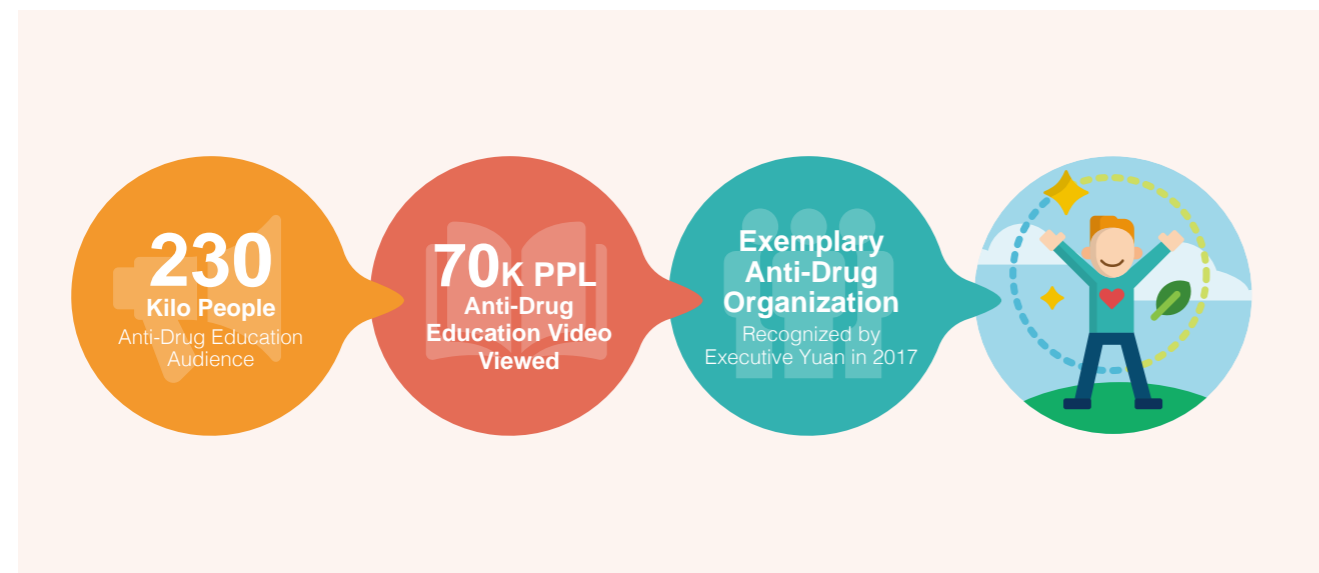 230
Kilo People
Anti-Drug Education
Audience
70K PPL
Anti-Drug
Education Video
Viewed
Exemplary
Anti-Drug
Organization
Recognized by
Executive Yuan in 2017